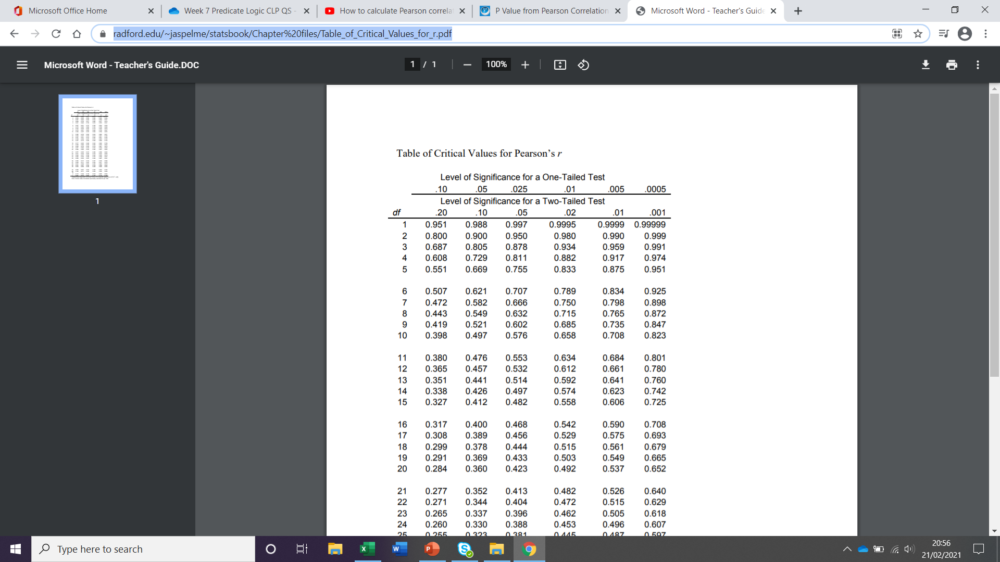 Microsoft Office Home
Week 7 Predicate Logic CLP QS -
How to calculate Pearson correla
P Value from Pearson Correlation
Microsoft Word - Teacher's Guide
radford.edu/~jaspelme/statsbook/Chapter%20files/Table_of_Critical_Values_for_r.pdf
Microsoft Word - Teacher's Guide.DOC
1 / 1
100%
1
Table of Critical Values for Pearson's r
Level of Significance for a One-Tailed Test
.10 .05 .025 .01 .005 .0005
Level of Significance for a Two-Tailed Test
df .20 .10 .05 .02 .01 .001
1 0.951 0.988 0.997 0.9995 0.9999 0.99999
2 0.800 0.900 0.950 0.980 0.990 0.999
3 0.687 0.805 0.878 0.934 0.959 0.991
4 0.608 0.729 0.811 0.882 0.917 0.974
5 0.551 0.669 0.755 0.833 0.875 0.951
6 0.507 0.621 0.707 0.789 0.834 0.925
7 0.472 0.582 0.666 0.750 0.798 0.898
8 0.443 0.549 0.632 0.715 0.765 0.872
9 0.419 0.521 0.602 0.685 0.735 0.847
10 0.398 0.497 0.576 0.658 0.708 0.823
11 0.380 0.476 0.553 0.634 0.684 0.801
12 0.365 0.457 0.532 0.612 0.661 0.780
13 0.351 0.441 0.514 0.592 0.641 0.760
14 0.338 0.426 0.497 0.574 0.623 0.742
15 0.327 0.412 0.482 0.558 0.606 0.725
16 0.317 0.400 0.468 0.542 0.590 0.708
17 0.308 0.389 0.456 0.529 0.575 0.693
18 0.299 0.378 0.444 0.515 0.561 0.679
19 0.291 0.369 0.433 0.503 0.549 0.665
20 0.284 0.360 0.423 0.492 0.537 0.652
21 0.277 0.352 0.413 0.482 0.526 0.640
22 0.271 0.344 0.404 0.472 0.515 0.629
23 0.265 0.337 0.396 0.462 0.505 0.618
24 0.260 0.330 0.388 0.453 0.496 0.607
25 0.255 0.323 0.381 0.445 0.487 0.597
Type here to search
20:56
21/02/2021